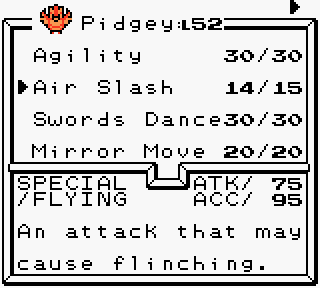 Pidgey:L52
Agility 30/30
Air Slash 14/15
Swords Dance30/30
Mirror Move 20/20
SPECIAL ATK/ 75
/FLYING ACC/ 95
An attack that may
cause flinching.